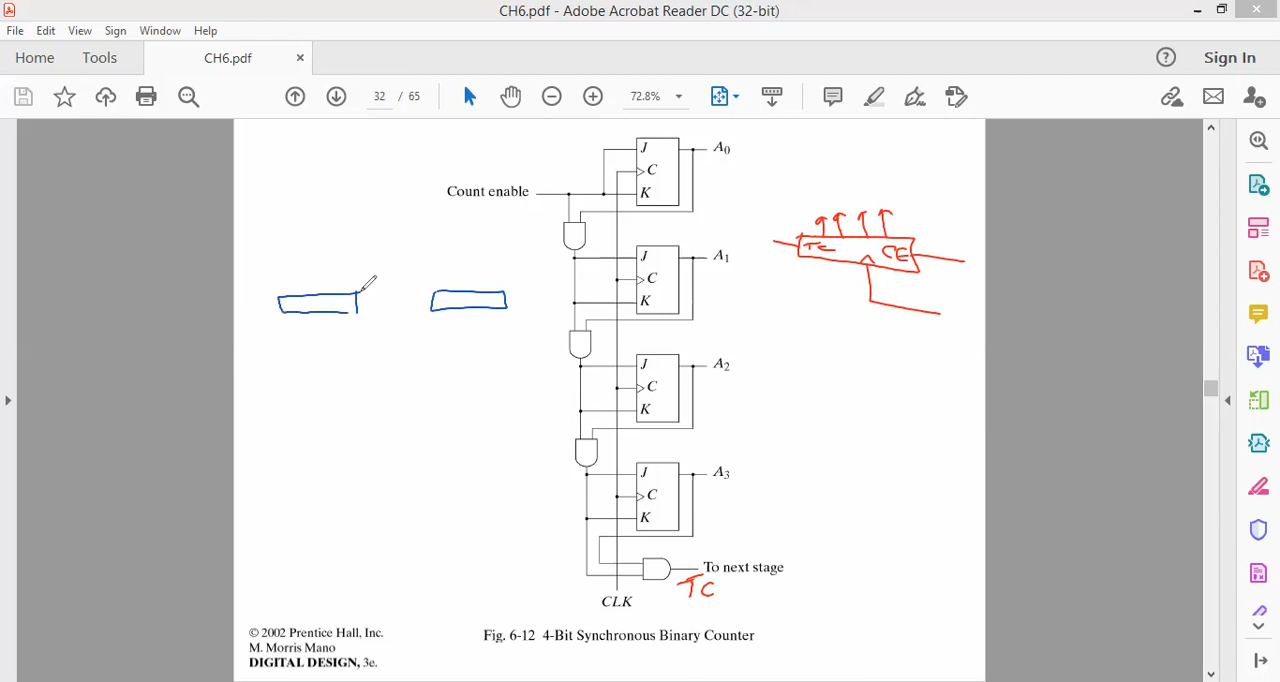 CH6.pdf - Adobe Acrobat Reader DC (32-bit)
File Edit View Sign Window Help
Home Tools CH6.pdf × ? Sign In
32 / 65 72.8%
J A0
C
Count enable K
TC CE
J A1
C
K
J A2
C
K
J A3
C
K
To next stage
TC
CLK
© 2002 Prentice Hall, Inc.
M. Morris Mano
DIGITAL DESIGN, 3e.
Fig. 6-12 4-Bit Synchronous Binary Counter